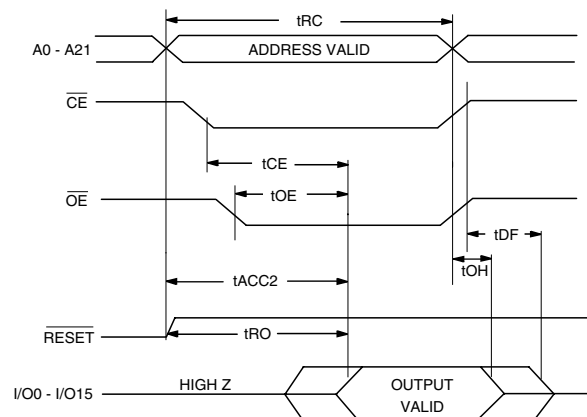 tRC
A0 - A21
ADDRESS VALID
CE
tCE
tOE
OE
tDF
tOH
tACC2
tRO
RESET
HIGH Z
I/O0 - I/O15
OUTPUT
VALID